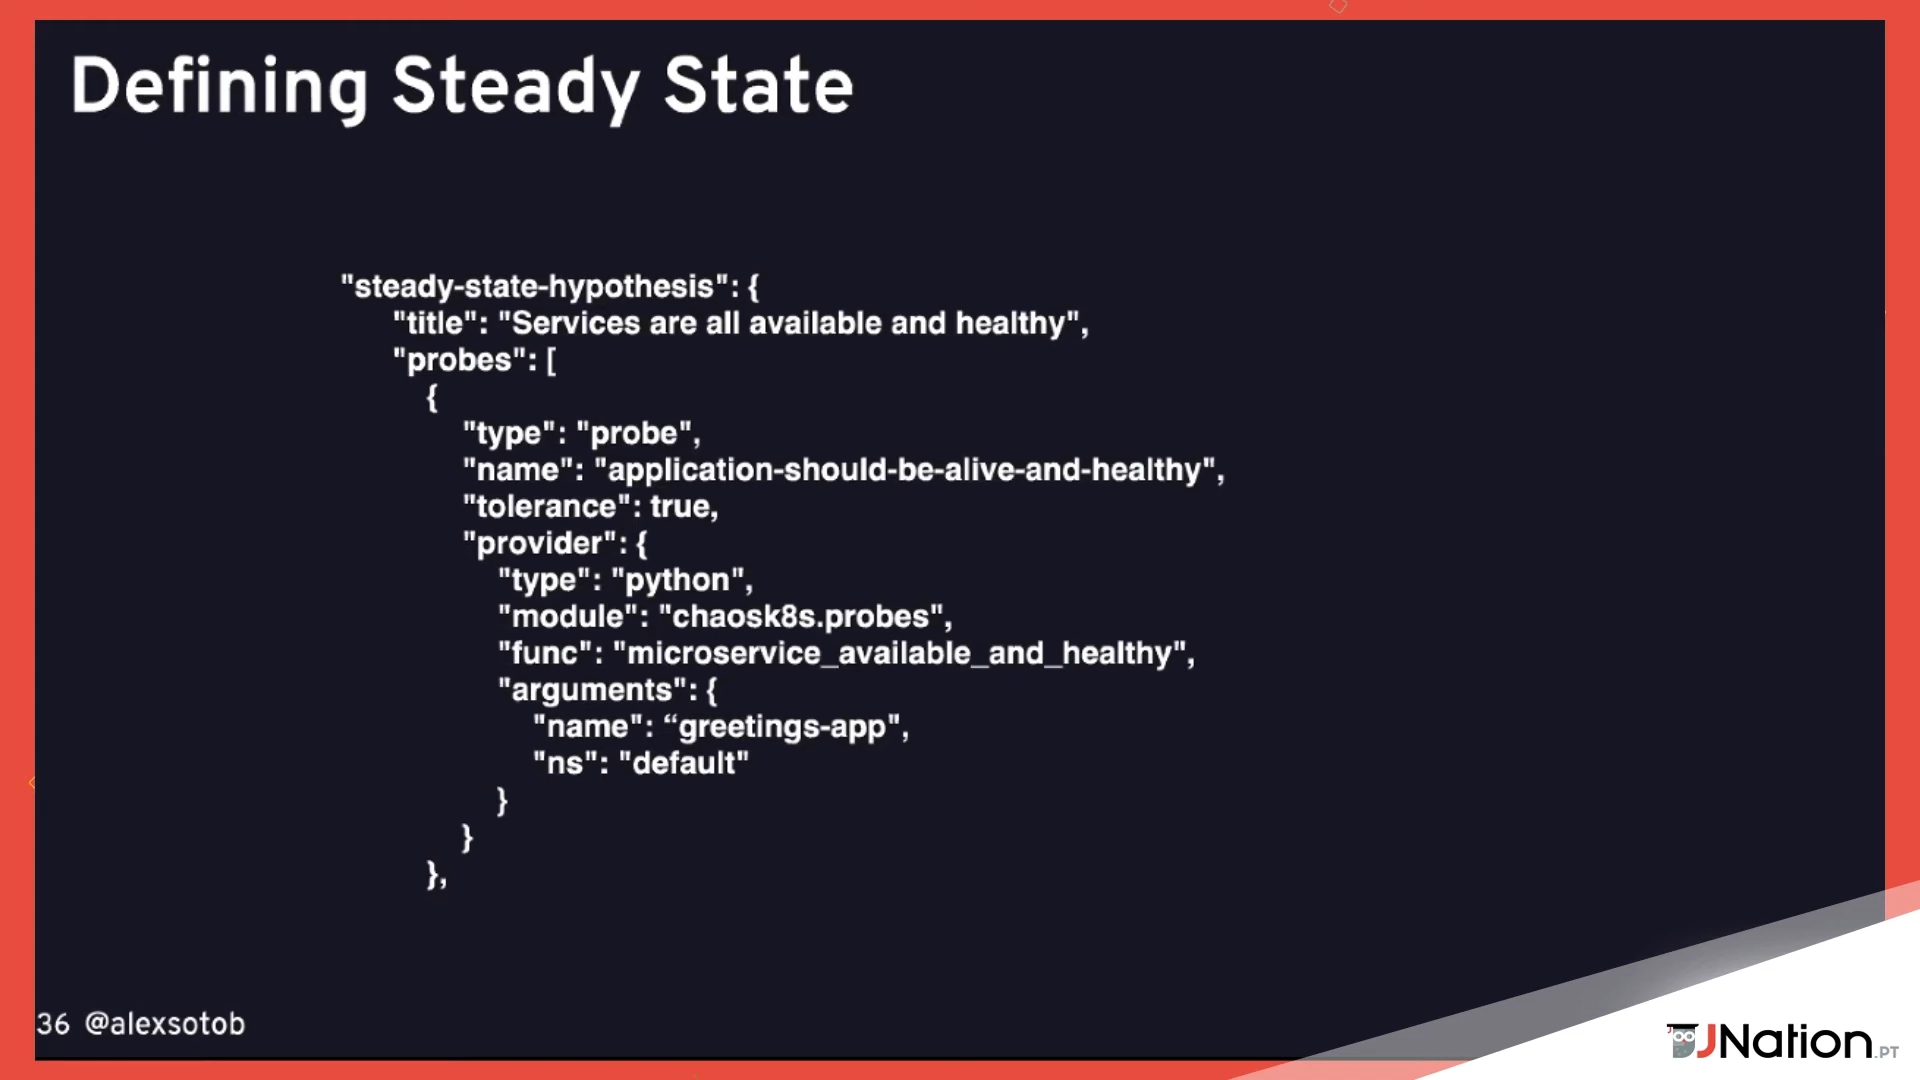 Defining Steady State
"steady-state-hypothesis": {
"title": "Services are all available and healthy",
"probes": [
{
"type": "probe",
"name": "application-should-be-alive-and-healthy",
"tolerance": true,
"provider": {
"type": "python",
"module": "chaosk8s.probes",
"func": "microservice_available_and_healthy",
"arguments": {
"name": “greetings-app",
"ns": "default"
}
}
},
36 @alexsotob
JNation.PT